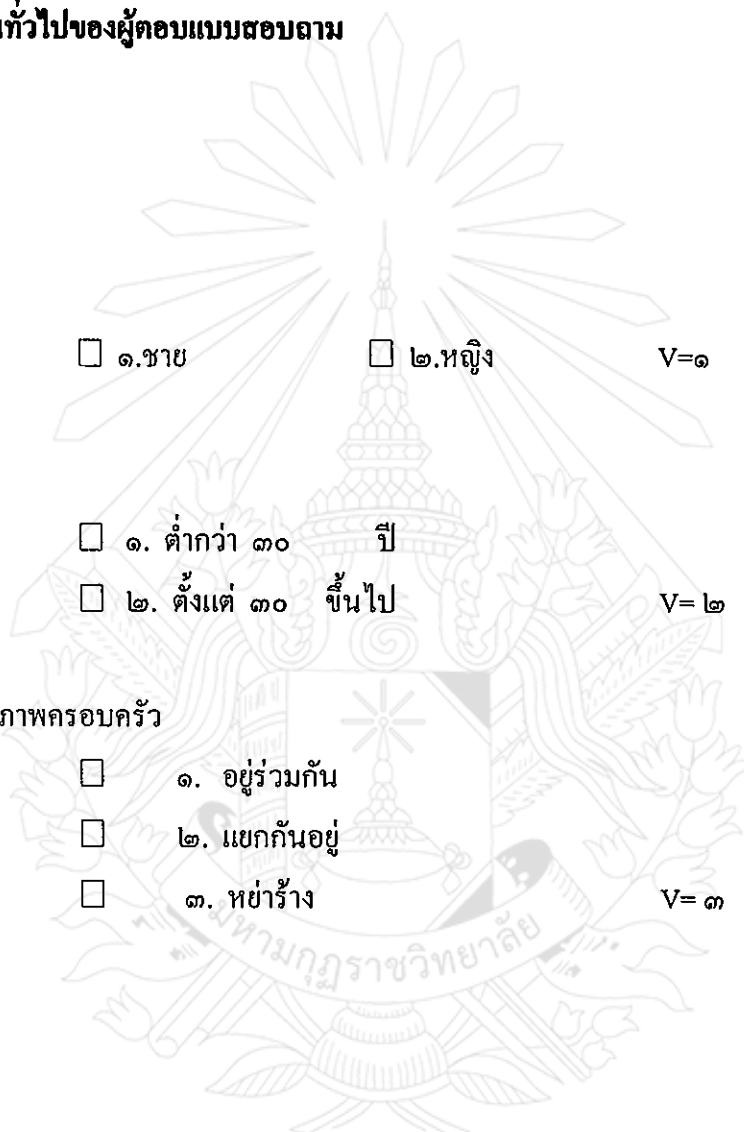 นทั่วไปของผู้ตอบแบบสอบถาม
☐ ๑.ชาย ☐ ๒.หญิง V=๑
☐ ๑. ต่ำกว่า ๓๐ ปี
☐ ๒. ตั้งแต่ ๓๐ ขึ้นไป V= ๒
ภาพครอบครัว
☐ ๑. อยู่ร่วมกัน
☐ ๒. แยกกันอยู่
☐ ๓. หย่าร้าง V= ๓
มหามกุฏราชวิทยาลัย